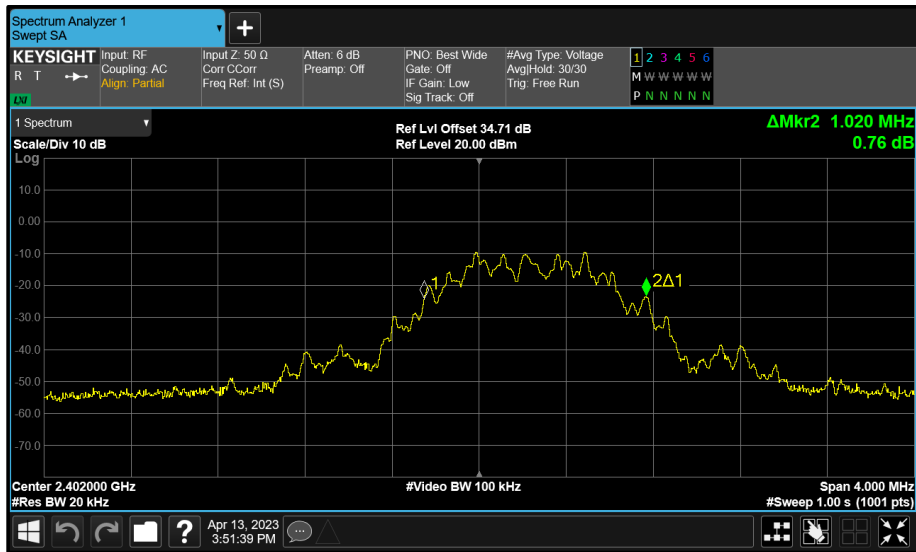 Spectrum Analyzer 1
Swept SA
+
KEYSIGHT
R T
LXI
Input: RF
Coupling: AC
Align: Partial
Input Z: 50 Ω
Corr CCorr
Freq Ref: Int (S)
Atten: 6 dB
Preamp: Off
PNO: Best Wide
Gate: Off
IF Gain: Low
Sig Track: Off
#Avg Type: Voltage
Avg|Hold: 30/30
Trig: Free Run
1 2 3 4 5 6
M W W W W W
P N N N N N
1 Spectrum
Scale/Div 10 dB
Ref Lvl Offset 34.71 dB
Ref Level 20.00 dBm
ΔMkr2 1.020 MHz
0.76 dB
Log
10.0
0.00
-10.0
-20.0
-30.0
-40.0
-50.0
-60.0
-70.0
1
2Δ1
Center 2.402000 GHz
#Res BW 20 kHz
#Video BW 100 kHz
Span 4.000 MHz
#Sweep 1.00 s (1001 pts)
?
Apr 13, 2023
3:51:39 PM